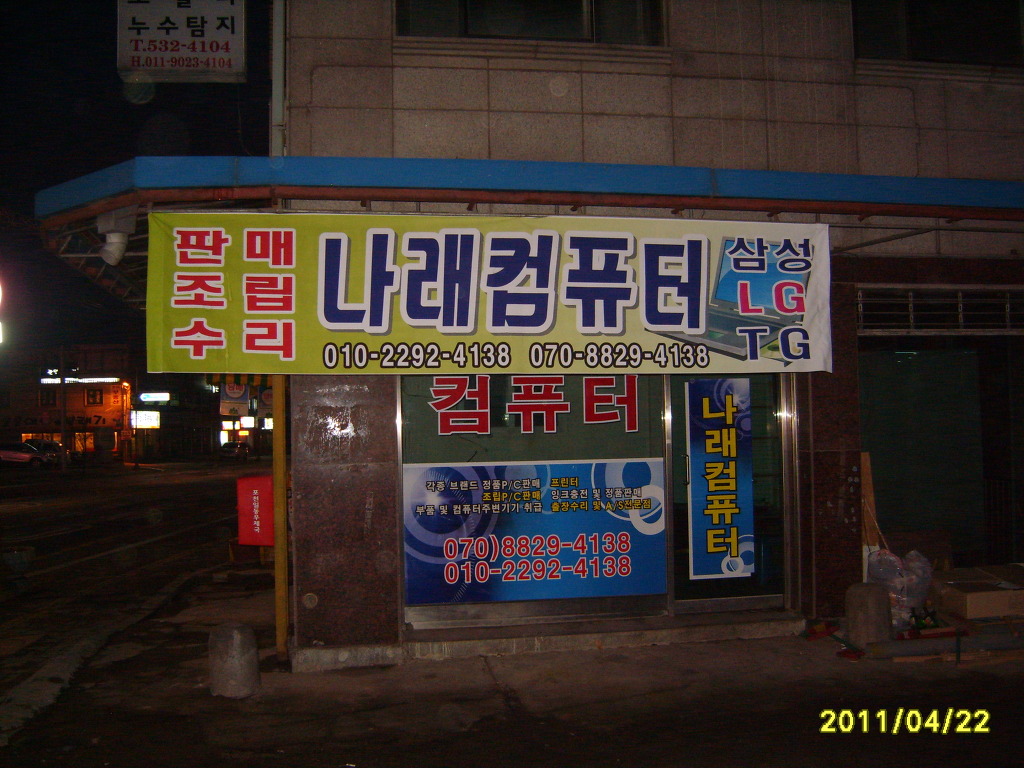 누수탐지
T.532-4104
H.011-9023-4104
판매
조립
수리
나래컴퓨터
010-2292-4138 070-8829-4138
삼성
LG
TG
컴퓨터
각종 브랜드 정품P/C판매 프린터
조립P/C판매 잉크충전 및 정품판매
부품 및 컴퓨터주변기기 취급 출장수리 및 A/S전문점
070)8829-4138
010-2292-4138
나래컴퓨터
2011/04/22